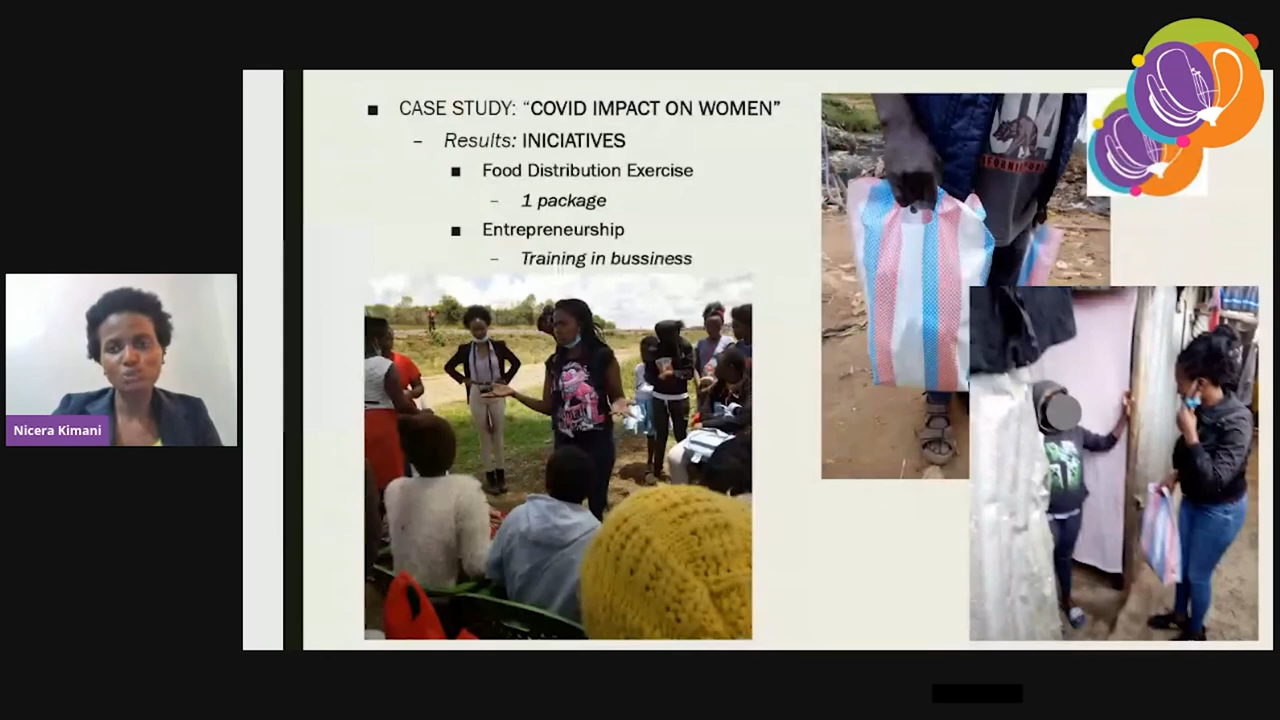 CASE STUDY: “COVID IMPACT ON WOMEN”
Results: INICIATIVES
Food Distribution Exercise
1 package
Entrepreneurship
Training in bussiness
Nicera Kimani